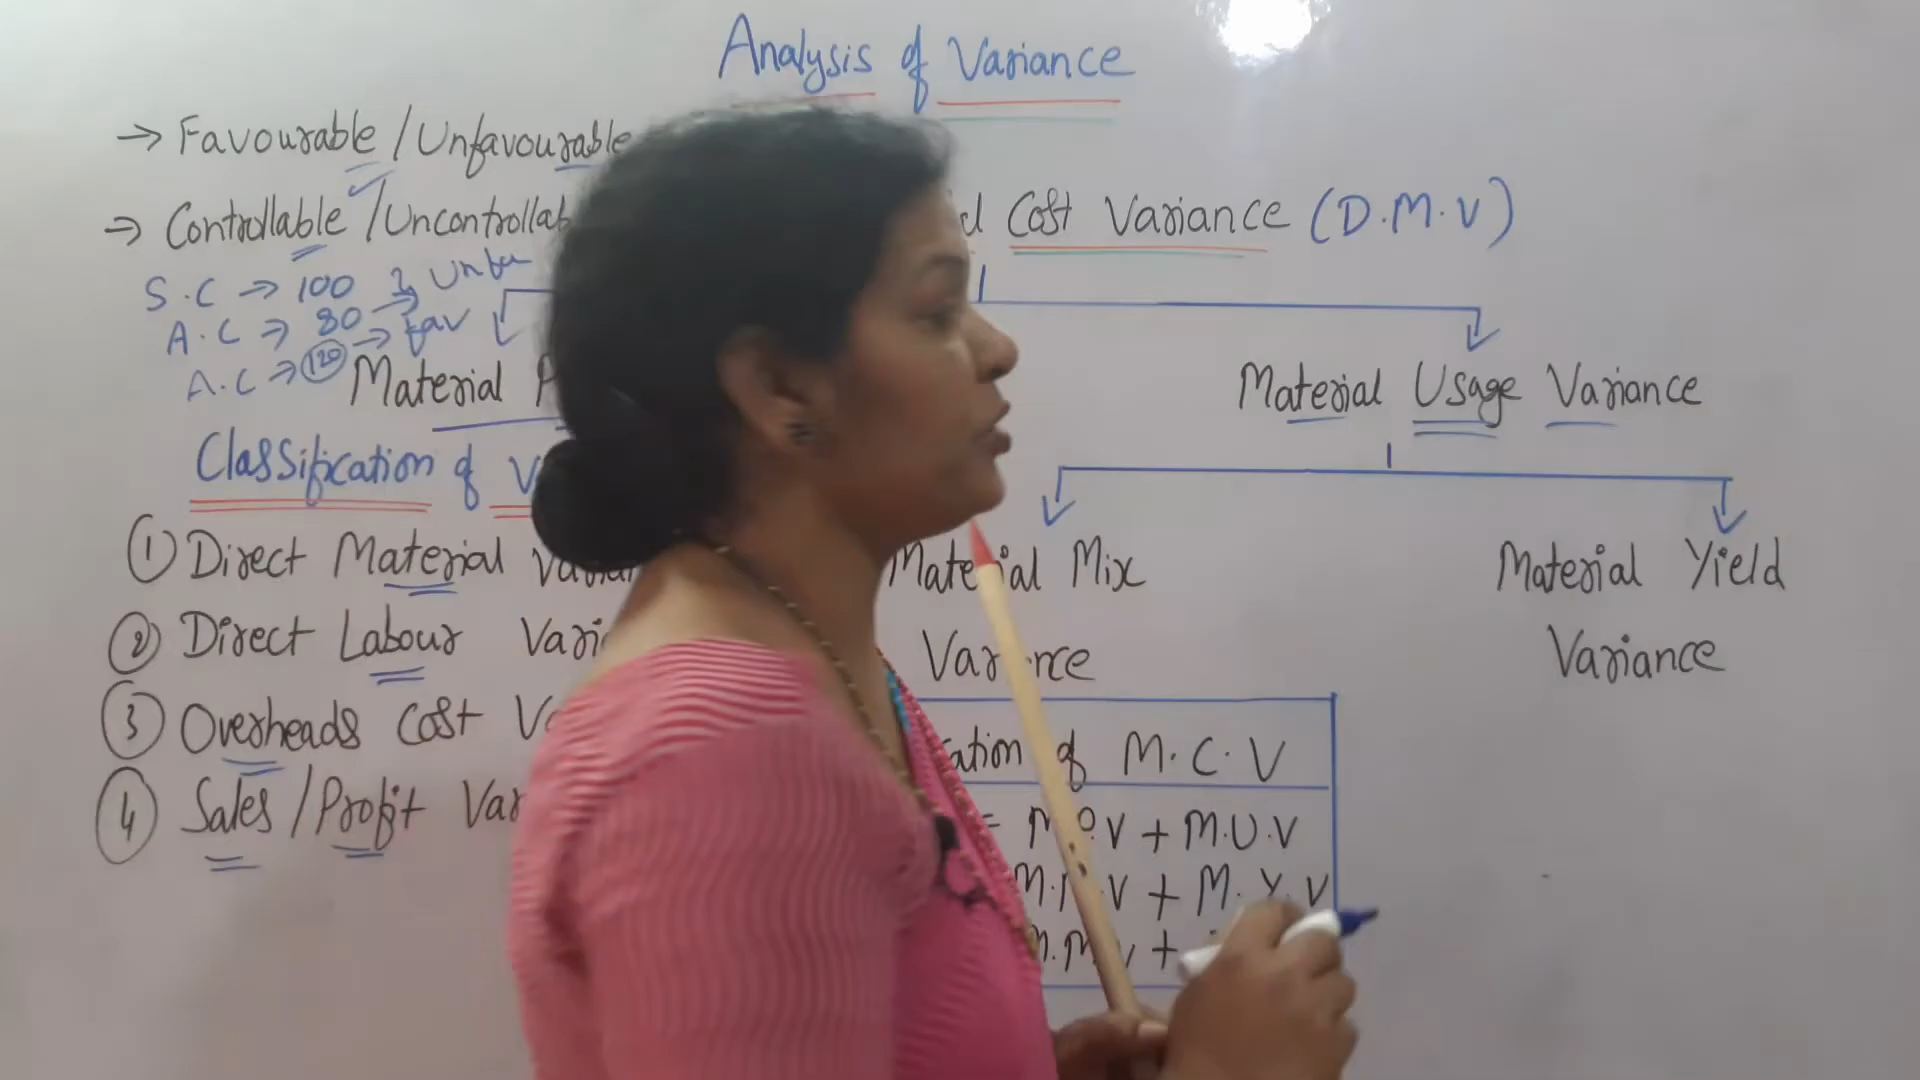 Analysis of Variance
→ Favourable / Unfavourable
→ Controllable / Uncontrollab
S.C → 100 Unfav
A.C → 80 → fav
A.C → 120
Cost Variance (D.M.V)
Material
Material Usage Variance
Classification of V
① Direct Material Varian
② Direct Labour Vari
③ Overheads Cost V
④ Sales / Profit Var
Material Mix Variance
Material Yield Variance
ation of M.C.V
= M.P.V + M.U.V
M.M.V + M.Y.V
M.M.V +